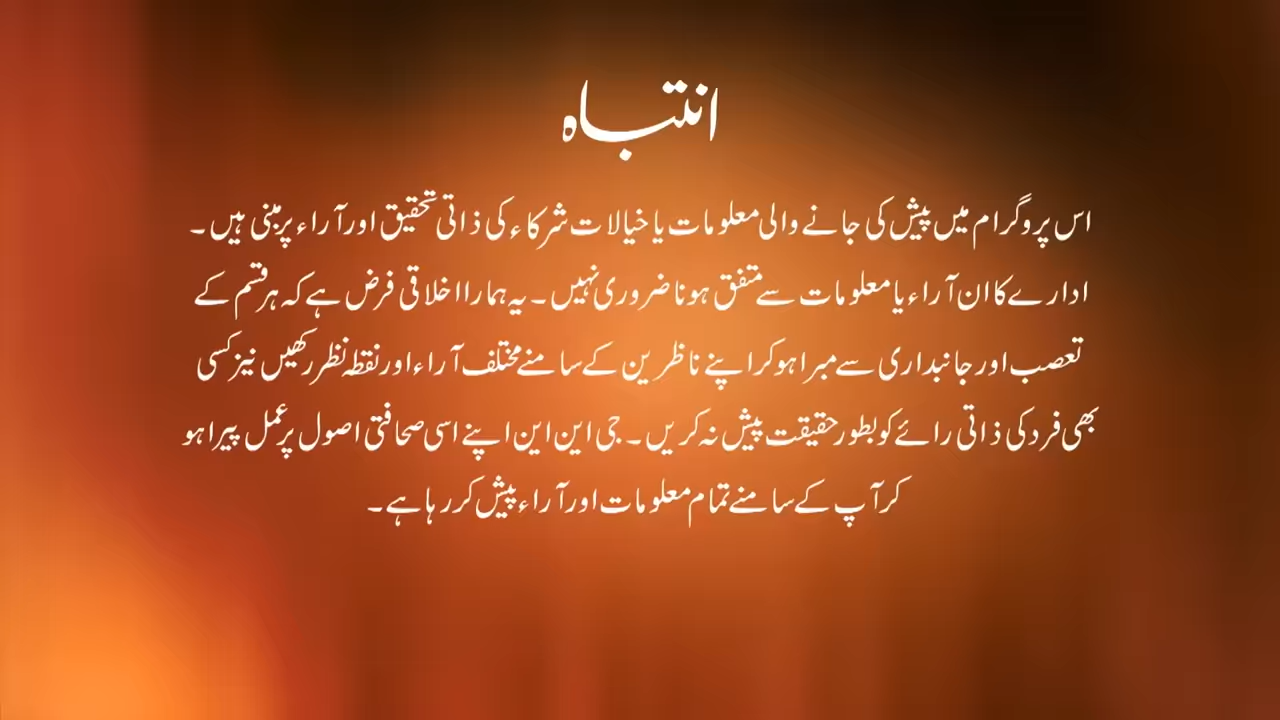 انتباہ
اس پروگرام میں پیش کی جانے والی معلومات یا خیالات شرکاء کی ذاتی تحقیق اور آراء پر مبنی ہیں۔
ادارے کا ان آراء یا معلومات سے متفق ہونا ضروری نہیں۔ یہ ہمارا اخلاقی فرض ہے کہ ہر قسم کے
تعصب اور جانبداری سے مبرا ہو کر اپنے ناظرین کے سامنے مختلف آراء اور نقطہ نظر رکھیں نیز کسی
بھی فرد کی ذاتی رائے کو بطور حقیقت پیش نہ کریں۔ جی این این اپنے اسی صحافتی اصول پر عمل پیرا ہو
کر آپ کے سامنے تمام معلومات اور آراء پیش کر رہا ہے۔